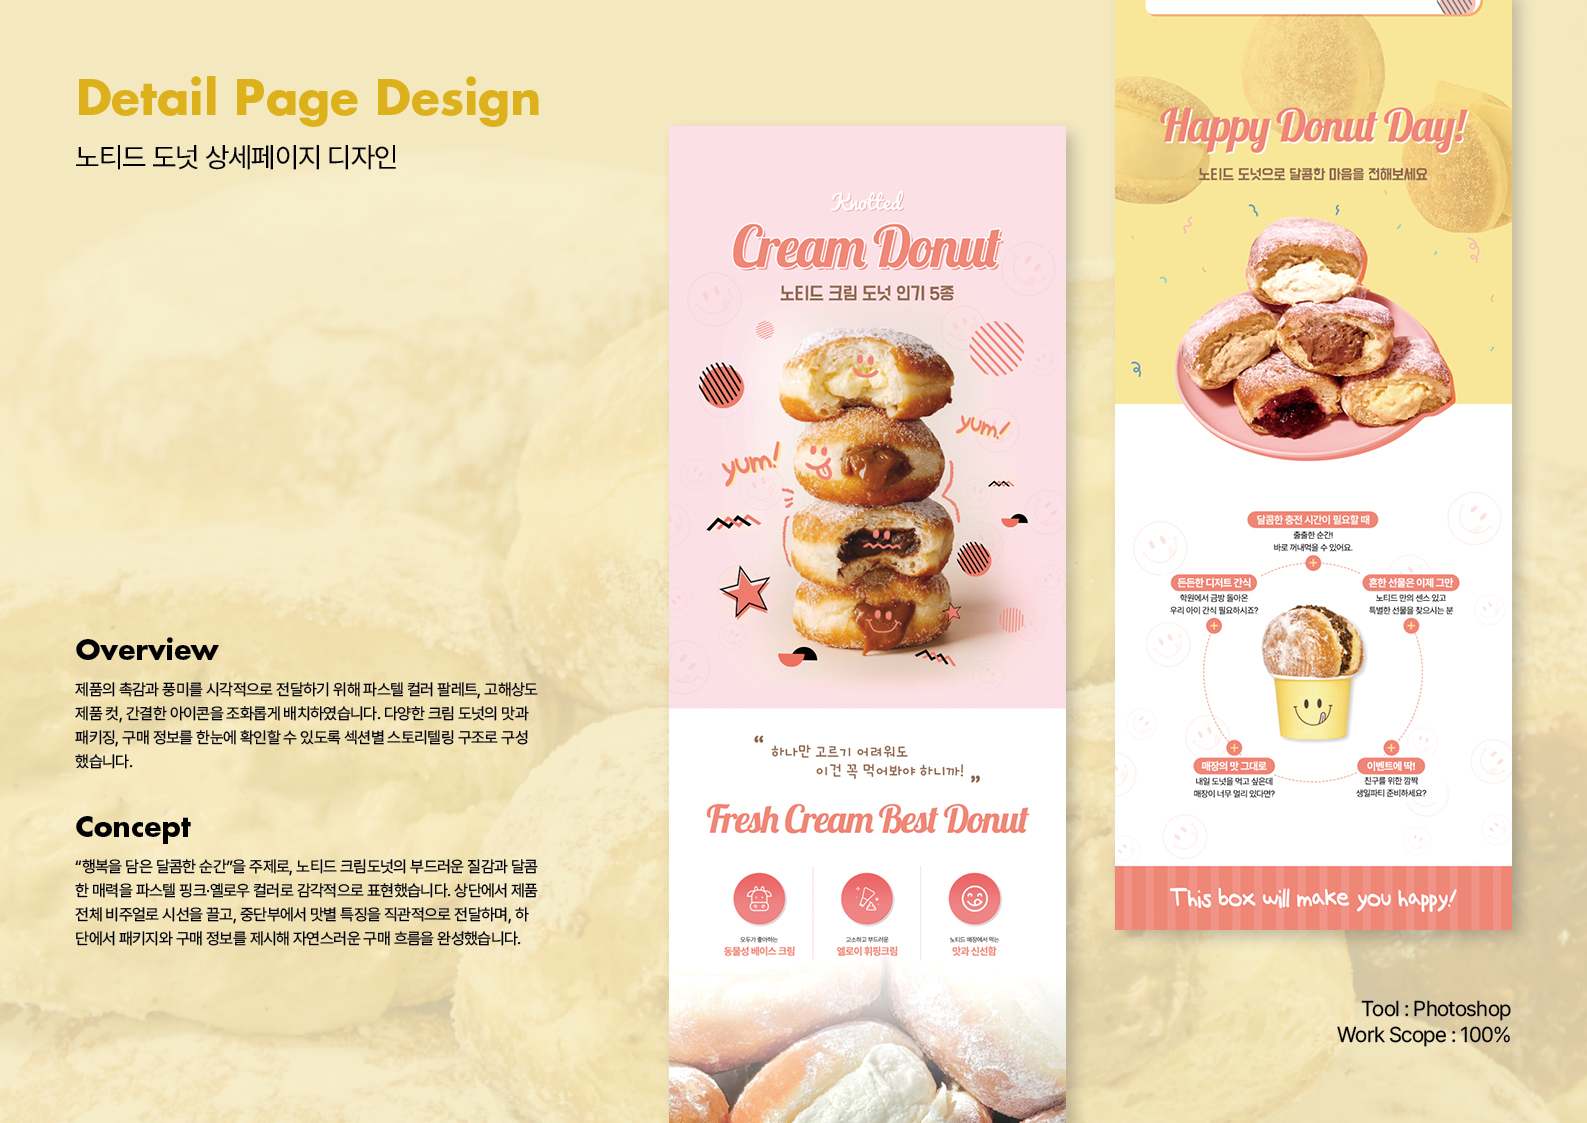 Detail Page Design
노티드 도넛 상세페이지 디자인
Overview
제품의 촉감과 풍미를 시각적으로 전달하기 위해 파스텔 컬러 팔레트, 고해상도
제품 컷, 간결한 아이콘을 조화롭게 배치하였습니다. 다양한 크림 도넛의 맛과
패키징, 구매 정보를 한눈에 확인할 수 있도록 섹션별 스토리텔링 구조로 구성
했습니다.
Concept
“행복을 담은 달콤한 순간”을 주제로, 노티드 크림도넛의 부드러운 질감과 달콤
한 매력을 파스텔 핑크·옐로우 컬러로 감각적으로 표현했습니다. 상단에서 제품
전체 비주얼로 시선을 끌고, 중단부에서 맛별 특징을 직관적으로 전달하며, 하
단에서 패키지와 구매 정보를 제시해 자연스러운 구매 흐름을 완성했습니다.
Knotted
Cream Donut
노티드 크림 도넛 인기 5종
yum!
yum!
“ 하나만 고르기 어려워도
이건 꼭 먹어봐야 하니까! ”
Fresh Cream Best Donut
모두가 좋아하는
동물성 베이스 크림
고소하고 부드러운
엘로이 휘핑크림
노티드 매장에서 먹는
맛과 신선함
Happy Donut Day!
노티드 도넛으로 달콤한 마음을 전해보세요
달콤한 충전 시간이 필요할 때
출출한 순간!
바로 꺼내먹을 수 있어요.
든든한 디저트 간식
학원에서 금방 돌아온
우리 아이 간식 필요하시죠?
흔한 선물은 이제 그만
노티드 만의 센스 있고
특별한 선물을 찾으시는 분
매장의 맛 그대로
내일 도넛을 먹고 싶은데
매장이 너무 멀리 있다면?
이벤트에 딱!
친구를 위한 깜짝
생일파티 준비하세요?
This box will make you happy!
Tool : Photoshop
Work Scope : 100%